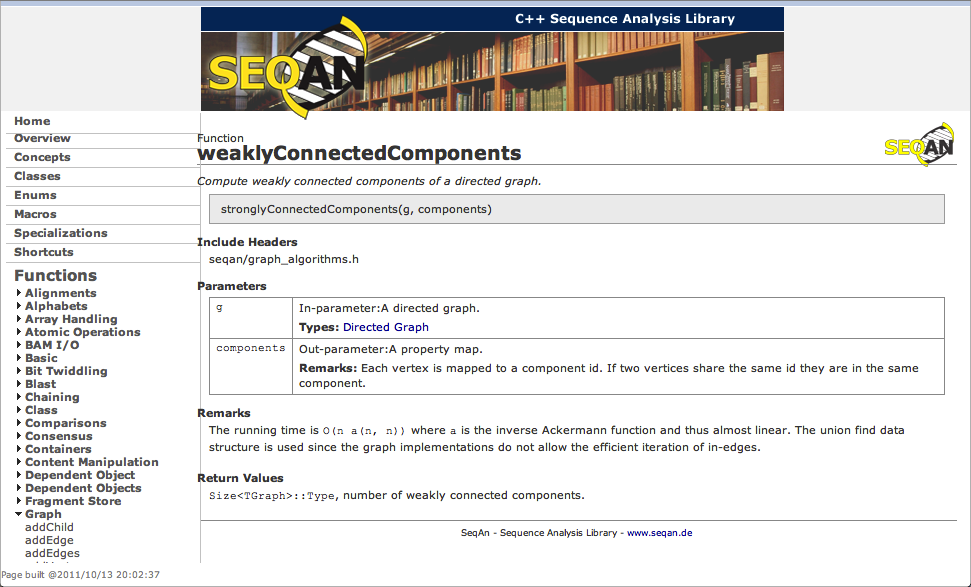 C++ Sequence Analysis Library
SEQAN
Home
Overview
Concepts
Classes
Enums
Macros
Specializations
Shortcuts
Functions
Alignments
Alphabets
Array Handling
Atomic Operations
BAM I/O
Basic
Bit Twiddling
Blast
Chaining
Class
Comparisons
Consensus
Containers
Content Manipulation
Dependent Object
Dependent Objects
Fragment Store
Graph
addChild
addEdge
addEdges
Page built @2011/10/13 20:02:37
Function
weaklyConnectedComponents
SEQAN
Compute weakly connected components of a directed graph.
stronglyConnectedComponents(g, components)
Include Headers
seqan/graph_algorithms.h
Parameters
g
In-parameter:A directed graph.
Types: Directed Graph
components
Out-parameter:A property map.
Remarks: Each vertex is mapped to a component id. If two vertices share the same id they are in the same
component.
Remarks
The running time is O(n a(n, n)) where a is the inverse Ackermann function and thus almost linear. The union find data
structure is used since the graph implementations do not allow the efficient iteration of in-edges.
Return Values
Size<TGraph>::Type, number of weakly connected components.
SeqAn - Sequence Analysis Library - www.seqan.de